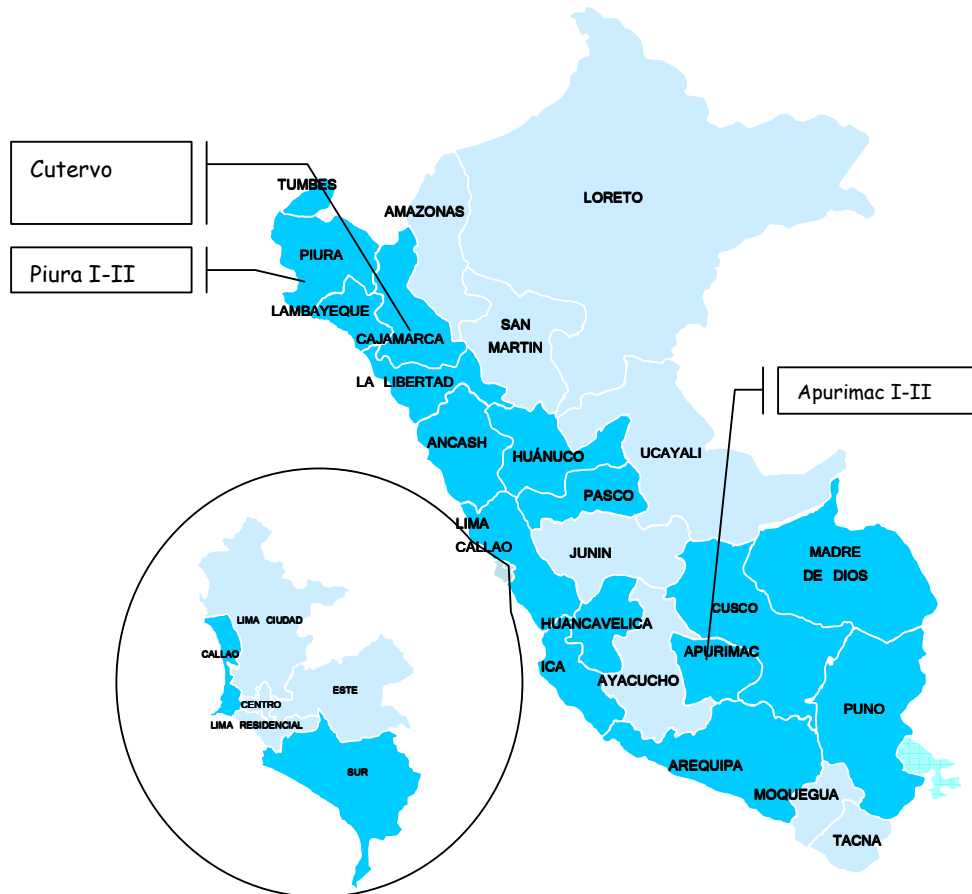 Cutervo
TUMBES
AMAZONAS
LORETO
PIURA
Piura I-II
LAMBAYEQUE
CAJAMARCA
SAN
MARTIN
LA LIBERTAD
Apurimac I-II
ANCASH
HUÁNUCO
UCAYALI
PASCO
LIMA
CALLAO
JUNIN
MADRE
DE DIOS
CUSCO
HUANCAVELICA
LIMA CIUDAD
CALLAO
APURIMAC
ICA
AYACUCHO
ESTE
CENTRO
PUNO
LIMA RESIDENCIAL
SUR
AREQUIPA
MOQUEGUA
TACNA